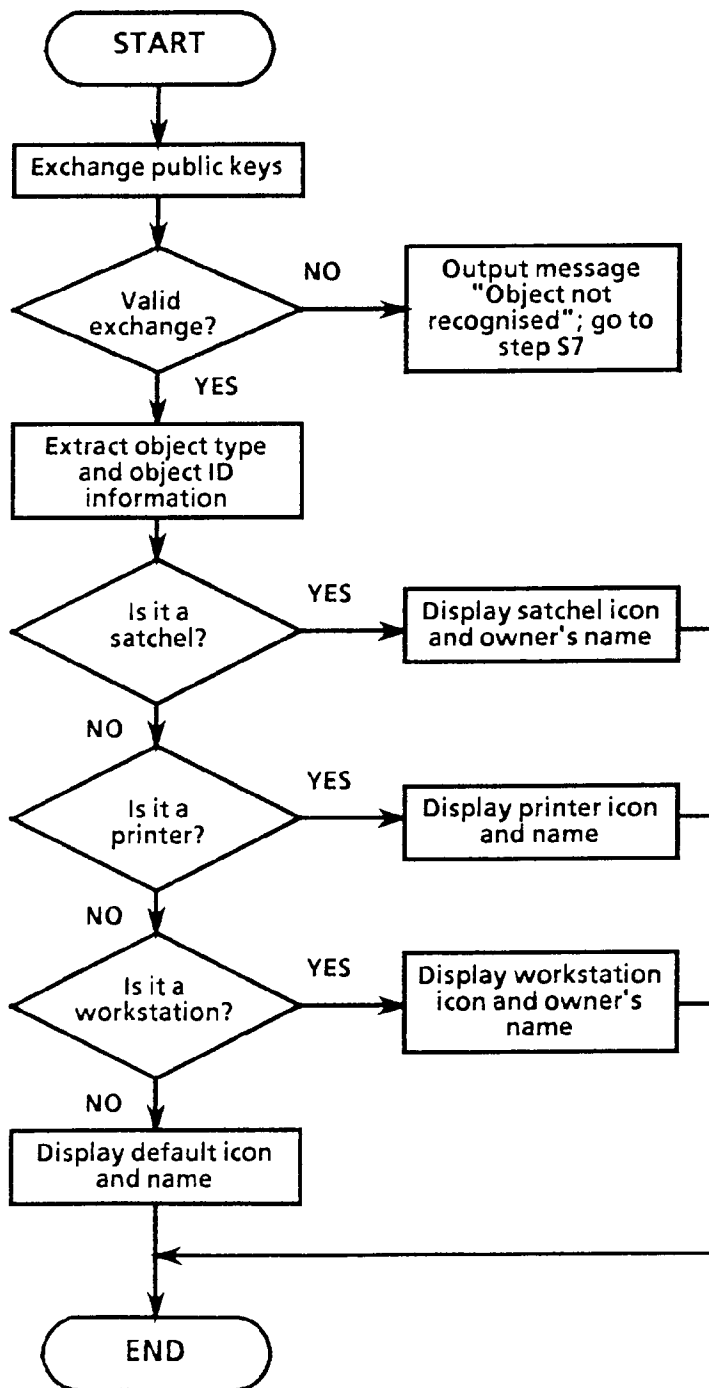 START
Exchange public keys
Valid
exchange?
NO
Output message
"Object not
recognised"; go to
step S7
YES
Extract object type
and object ID
information
Is it a
satchel?
YES
Display satchel icon
and owner's name
NO
Is it a
printer?
YES
Display printer icon
and name
NO
Is it a
workstation?
YES
Display workstation
icon and owner's
name
NO
Display default icon
and name
END